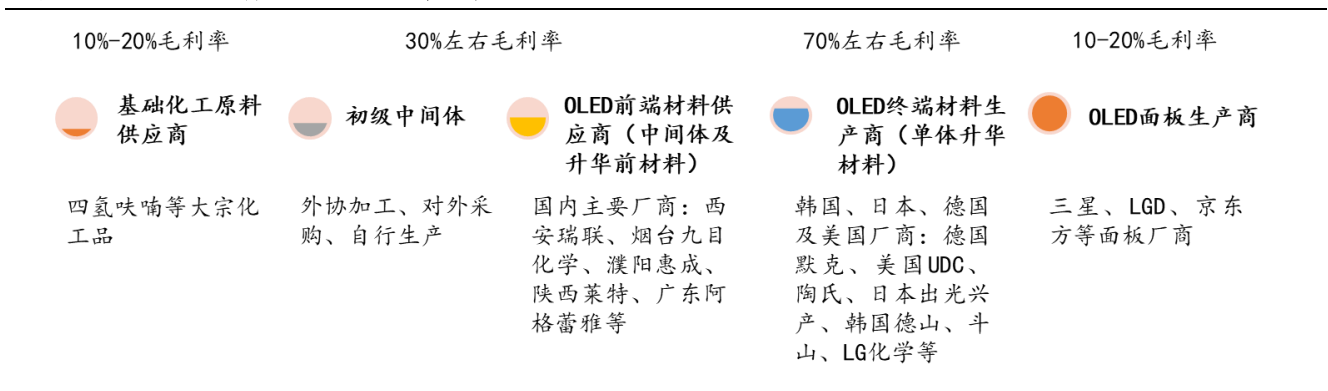 10%-20%毛利率
30%左右毛利率
70%左右毛利率
10-20%毛利率
基础化工原料
供应商
初级中间体
OLED前端材料供
应商（中间体及
升华前材料）
OLED终端材料生
产商（单体升华
材料）
OLED面板生产商
四氢呋喃等大宗化
工品
外协加工、对外采
购、自行生产
国内主要厂商：西
安瑞联、烟台九目
化学、濮阳惠成、
陕西莱特、广东阿
格蕾雅等
韩国、日本、德国
及美国厂商：德国
默克、美国UDC、
陶氏、日本出光兴
产、韩国德山、斗
山、LG化学等
三星、LGD、京东
方等面板厂商